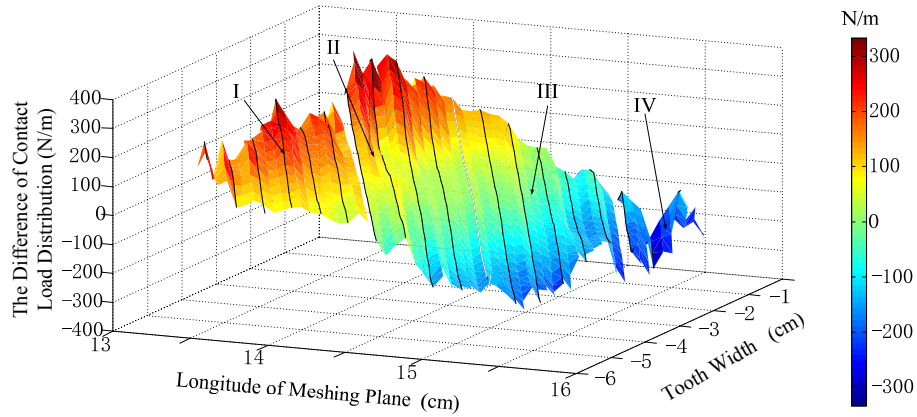 N/m
I
II
III
IV
The Difference of Contact
Load Distribution (N/m)
400
300
200
100
0
−100
−200
−300
−400
13
14
15
16
Longitude of Meshing Plane (cm)
−6
−5
−4
−3
−2
−1
Tooth Width (cm)
300
200
100
0
−100
−200
−300